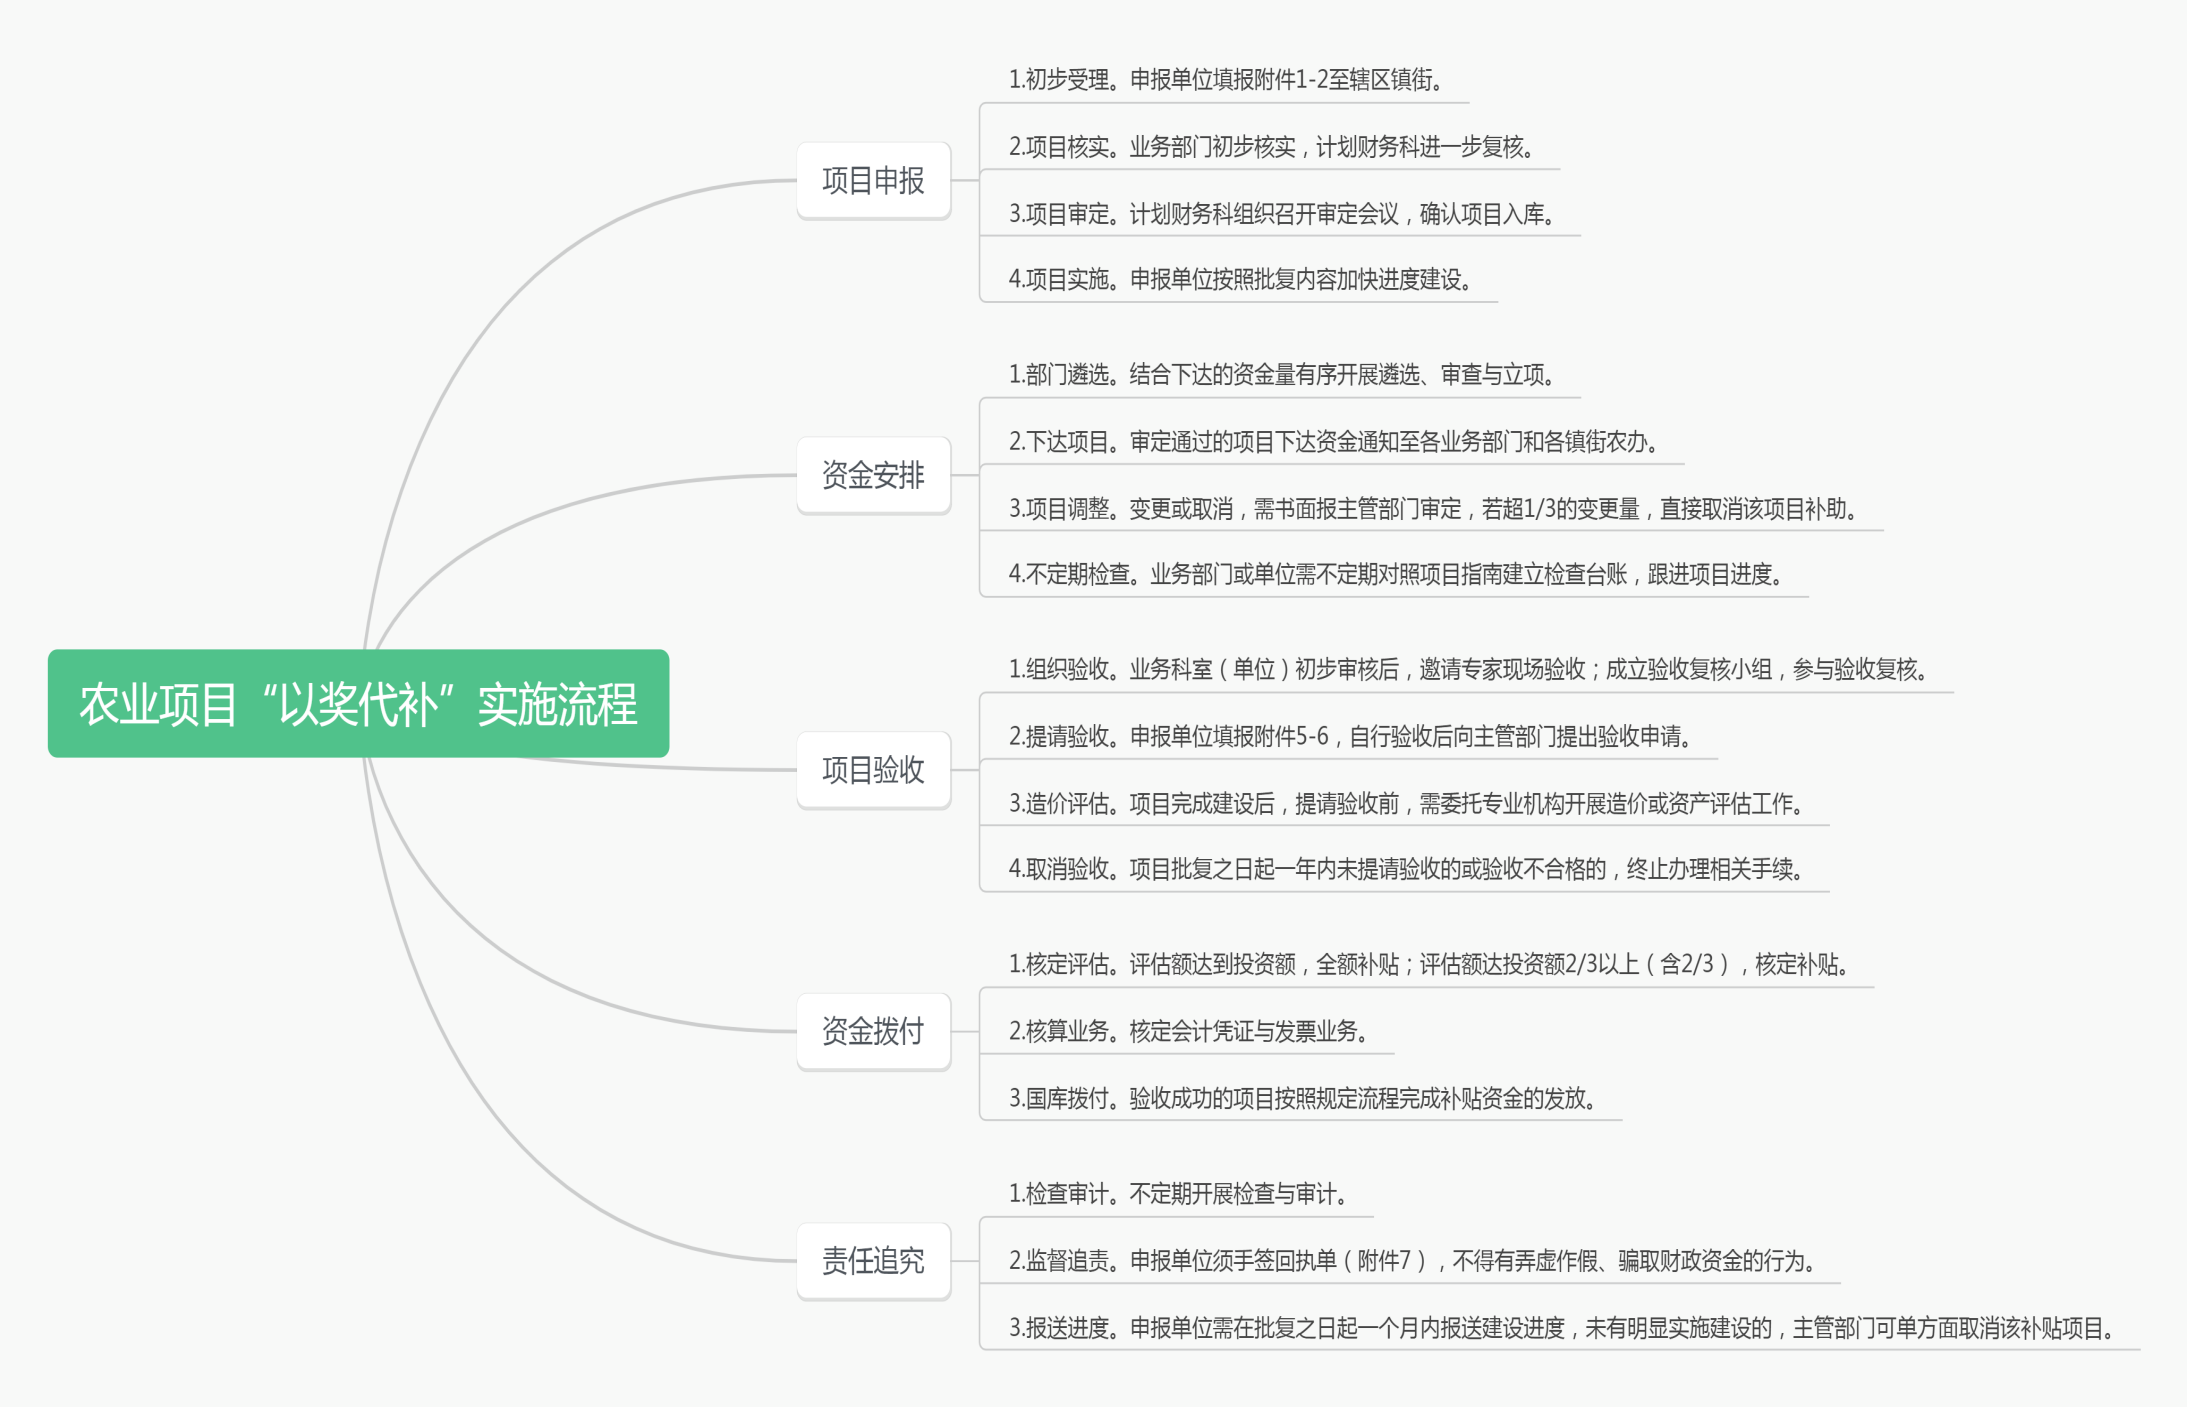 农业项目“以奖代补”实施流程
项目申报
1.初步受理。申报单位填报附件1-2至辖区镇街。
2.项目核实。业务部门初步核实，计划财务科进一步复核。
3.项目审定。计划财务科组织召开审定会议，确认项目入库。
4.项目实施。申报单位按照批复内容加快进度建设。
资金安排
1.部门遴选。结合下达的资金量有序开展遴选、审查与立项。
2.下达项目。审定通过的项目下达资金通知至各业务部门和各镇街农办。
3.项目调整。变更或取消，需书面报主管部门审定，若超1/3的变更量，直接取消该项目补助。
4.不定期检查。业务部门或单位需不定期对照项目指南建立检查台账，跟进项目进度。
项目验收
1.组织验收。业务科室（单位）初步审核后，邀请专家现场验收；成立验收复核小组，参与验收复核。
2.提请验收。申报单位填报附件5-6，自行验收后向主管部门提出验收申请。
3.造价评估。项目完成建设后，提请验收前，需委托专业机构开展造价或资产评估工作。
4.取消验收。项目批复之日起一年内未提请验收的或验收不合格的，终止办理相关手续。
资金拨付
1.核定评估。评估额达到投资额，全额补贴；评估额达投资额2/3以上（含2/3），核定补贴。
2.核算业务。核定会计凭证与发票业务。
3.国库拨付。验收成功的项目按照规定流程完成补贴资金的发放。
责任追究
1.检查审计。不定期开展检查与审计。
2.监督追责。申报单位须手签回执单（附件7），不得有弄虚作假、骗取财政资金的行为。
3.报送进度。申报单位需在批复之日起一个月内报送建设进度，未有明显实施建设的，主管部门可单方面取消该补贴项目。